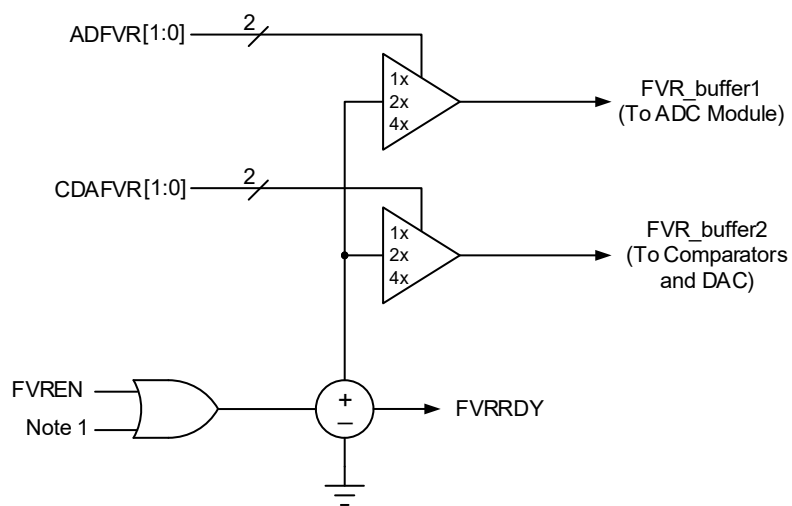 ADFVR[1:0]
2
1x
2x
4x
FVR_buffer1
(To ADC Module)
CDAFVR[1:0]
2
1x
2x
4x
FVR_buffer2
(To Comparators
and DAC)
FVREN
Note 1
+
–
FVRRDY